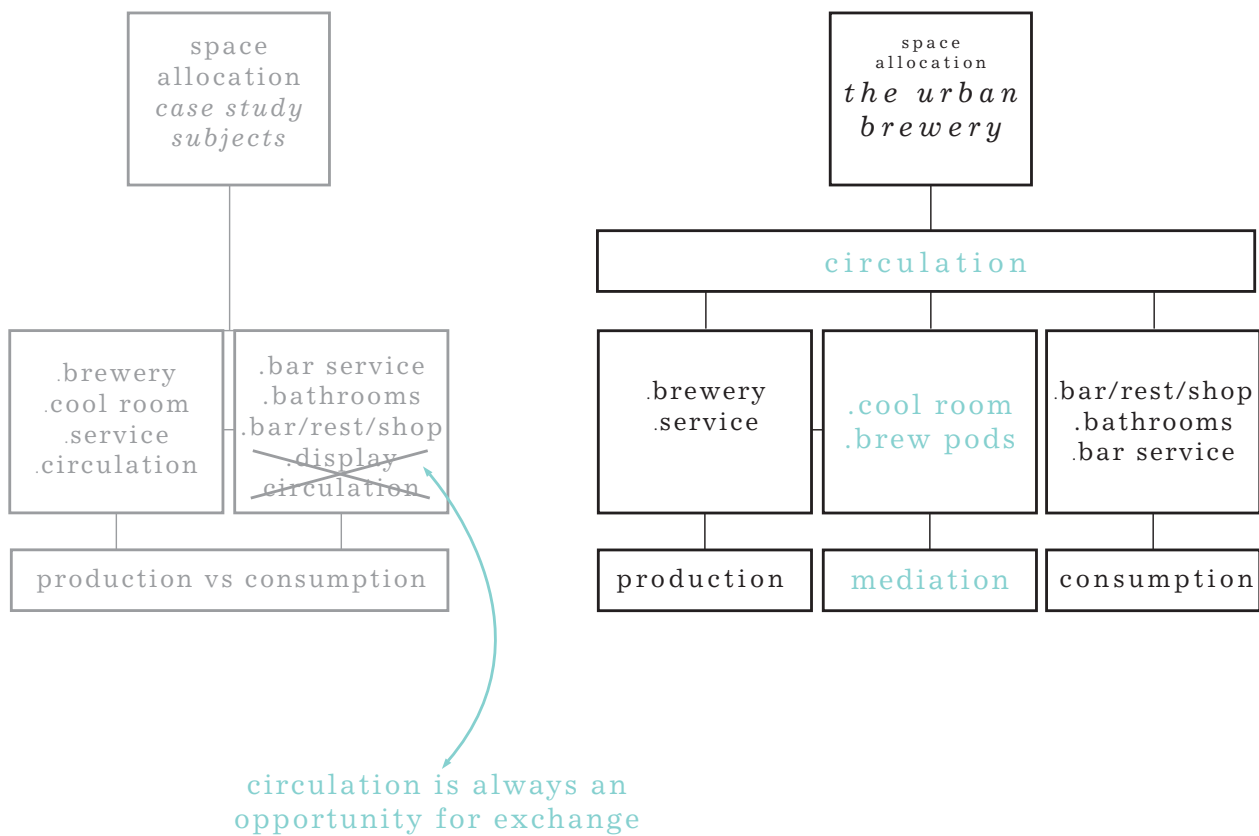 space
allocation
case study
subjects
.brewery
.cool room
.service
.circulation
.bar service
.bathrooms
.bar/rest/shop
.display
circulation
production vs consumption
circulation is always an
opportunity for exchange
space
allocation
the urban
brewery
circulation
.brewery
.service
.cool room
.brew pods
.bar/rest/shop
.bathrooms
.bar service
production
mediation
consumption